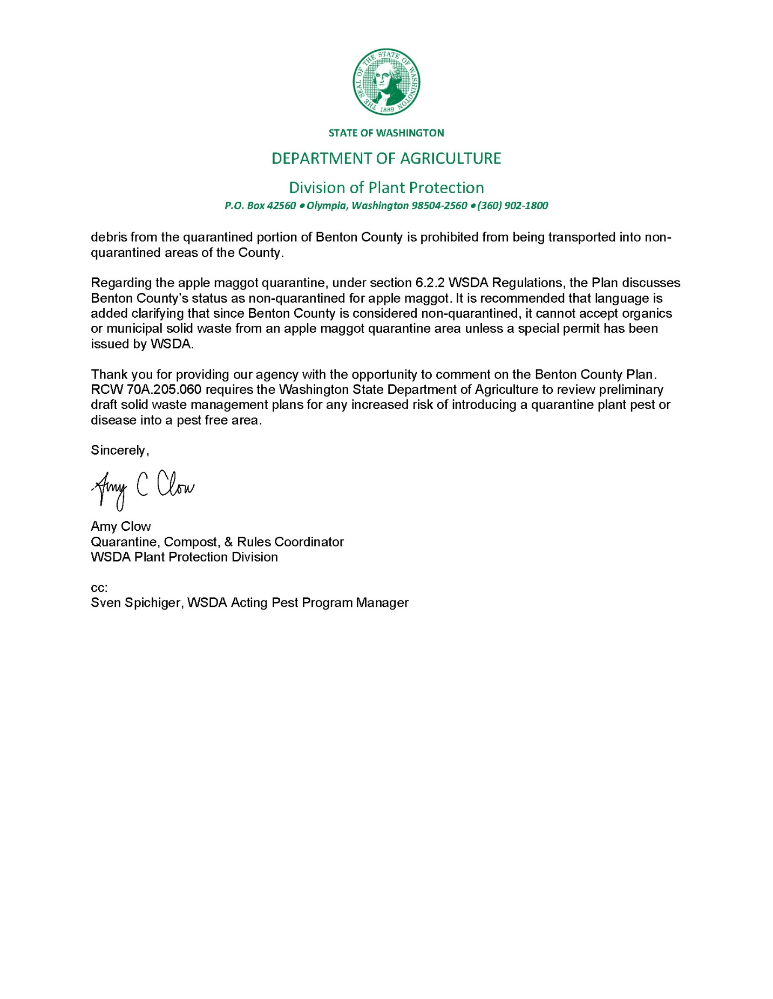 THE SEAL OF THE STATE OF WASHINGTON
1889
STATE OF WASHINGTON
DEPARTMENT OF AGRICULTURE
Division of Plant Protection
P.O. Box 42560 ● Olympia, Washington 98504-2560 ● (360) 902-1800
debris from the quarantined portion of Benton County is prohibited from being transported into non-
quarantined areas of the County.
Regarding the apple maggot quarantine, under section 6.2.2 WSDA Regulations, the Plan discusses
Benton County’s status as non-quarantined for apple maggot. It is recommended that language is
added clarifying that since Benton County is considered non-quarantined, it cannot accept organics
or municipal solid waste from an apple maggot quarantine area unless a special permit has been
issued by WSDA.
Thank you for providing our agency with the opportunity to comment on the Benton County Plan.
RCW 70A.205.060 requires the Washington State Department of Agriculture to review preliminary
draft solid waste management plans for any increased risk of introducing a quarantine plant pest or
disease into a pest free area.
Sincerely,
Amy C Clow
Amy Clow
Quarantine, Compost, & Rules Coordinator
WSDA Plant Protection Division
cc:
Sven Spichiger, WSDA Acting Pest Program Manager